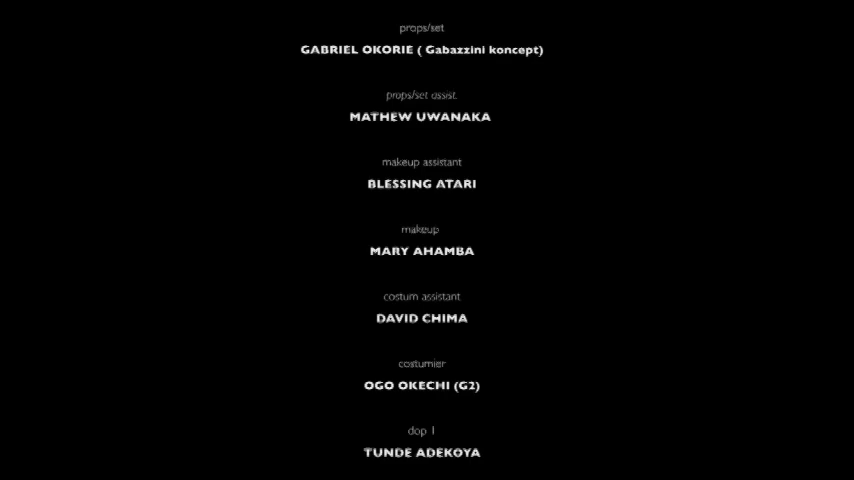 props/set
GABRIEL OKORIE ( Gabazzini koncept)
props/set assist.
MATHEW UWANAKA
makeup assistant
BLESSING ATARI
makeup
MARY AHAMBA
costum assistant
DAVID CHIMA
costumier
OGO OKECHI (G2)
dop 1
TUNDE ADEKOYA